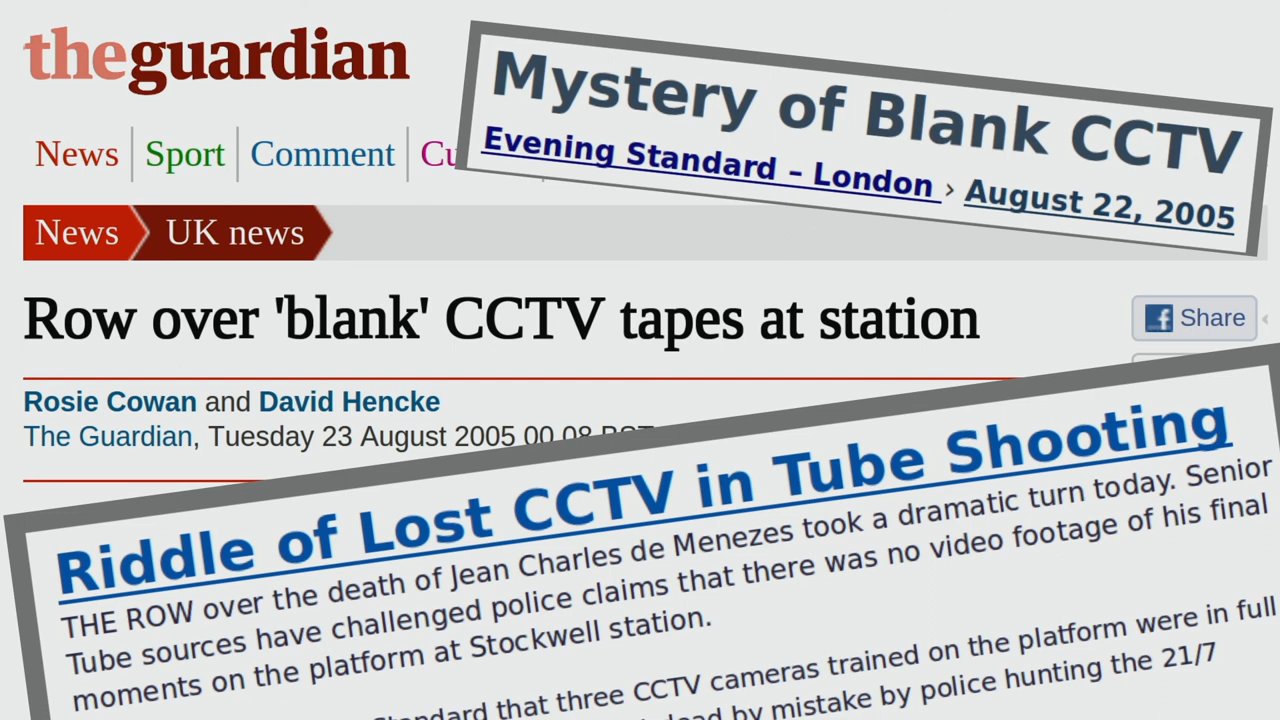 theguardian
News Sport Comment Cu
News UK news
Mystery of Blank CCTV
Evening Standard – London › August 22, 2005
Row over 'blank' CCTV tapes at station
Share
Rosie Cowan and David Hencke
The Guardian, Tuesday 23 August 2005 00.08 BST
Riddle of Lost CCTV in Tube Shooting
THE ROW over the death of Jean Charles de Menezes took a dramatic turn today. Senior
Tube sources have challenged police claims that there was no video footage of his final
moments on the platform at Stockwell station.
Standard that three CCTV cameras trained on the platform were in full
dead by mistake by police hunting the 21/7